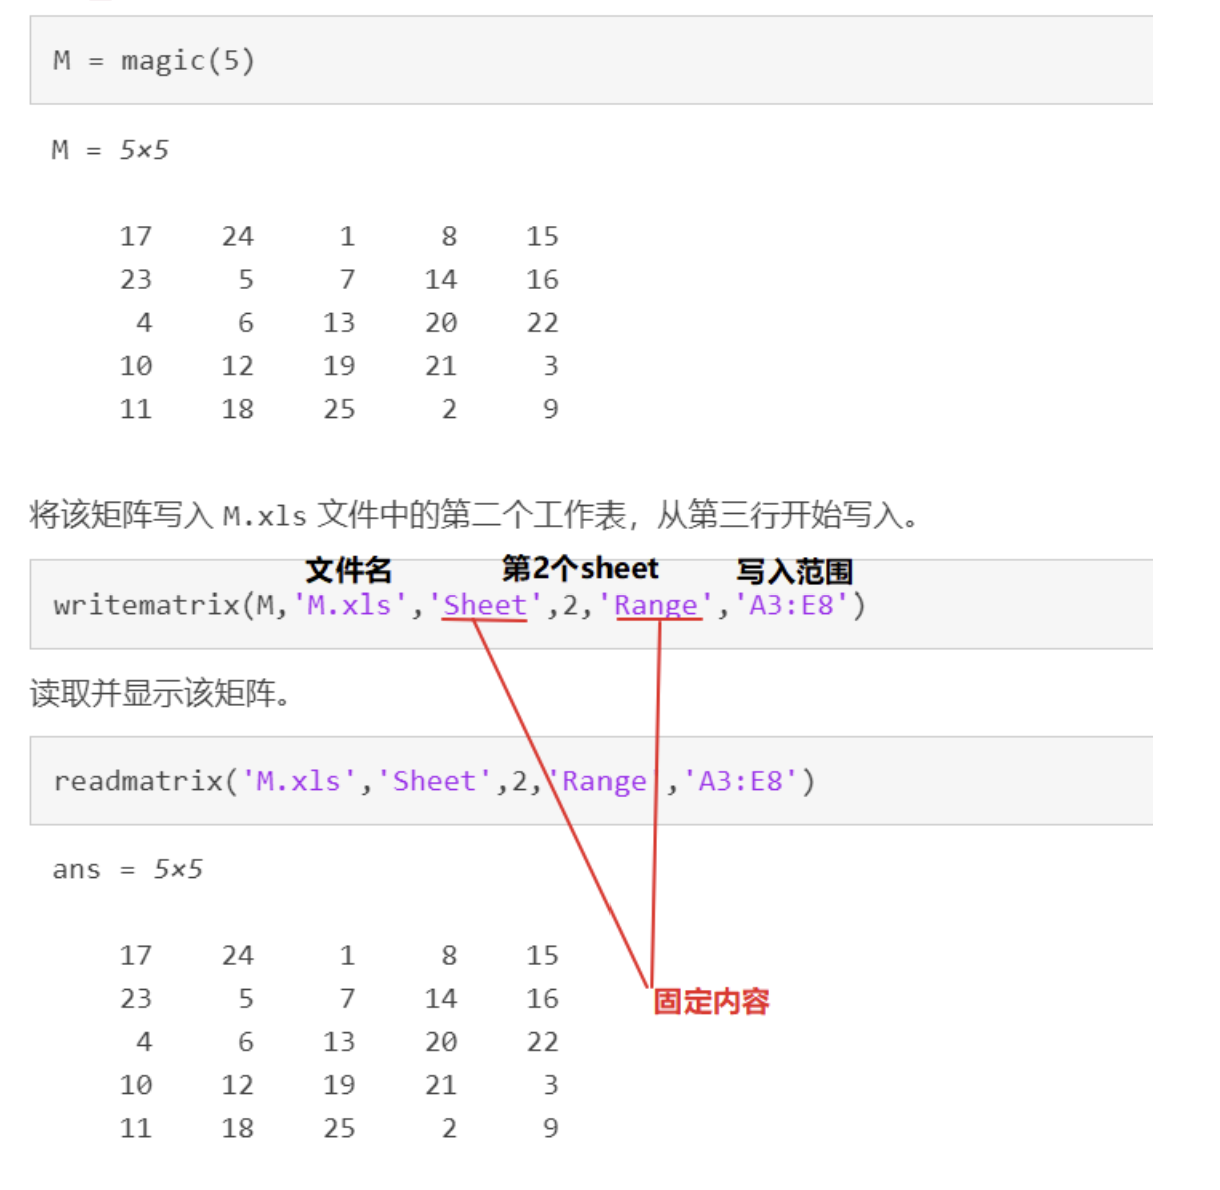 M = magic(5)
M = 5×5
17 24 1 8 15
23 5 7 14 16
4 6 13 20 22
10 12 19 21 3
11 18 25 2 9
将该矩阵写入 M.xls 文件中的第二个工作表，从第三行开始写入。
文件名 第2个sheet 写入范围
writematrix(M,'M.xls','Sheet',2,'Range','A3:E8')
读取并显示该矩阵。
readmatrix('M.xls','Sheet',2,'Range','A3:E8')
ans = 5×5
17 24 1 8 15
23 5 7 14 16
固定内容
4 6 13 20 22
10 12 19 21 3
11 18 25 2 9